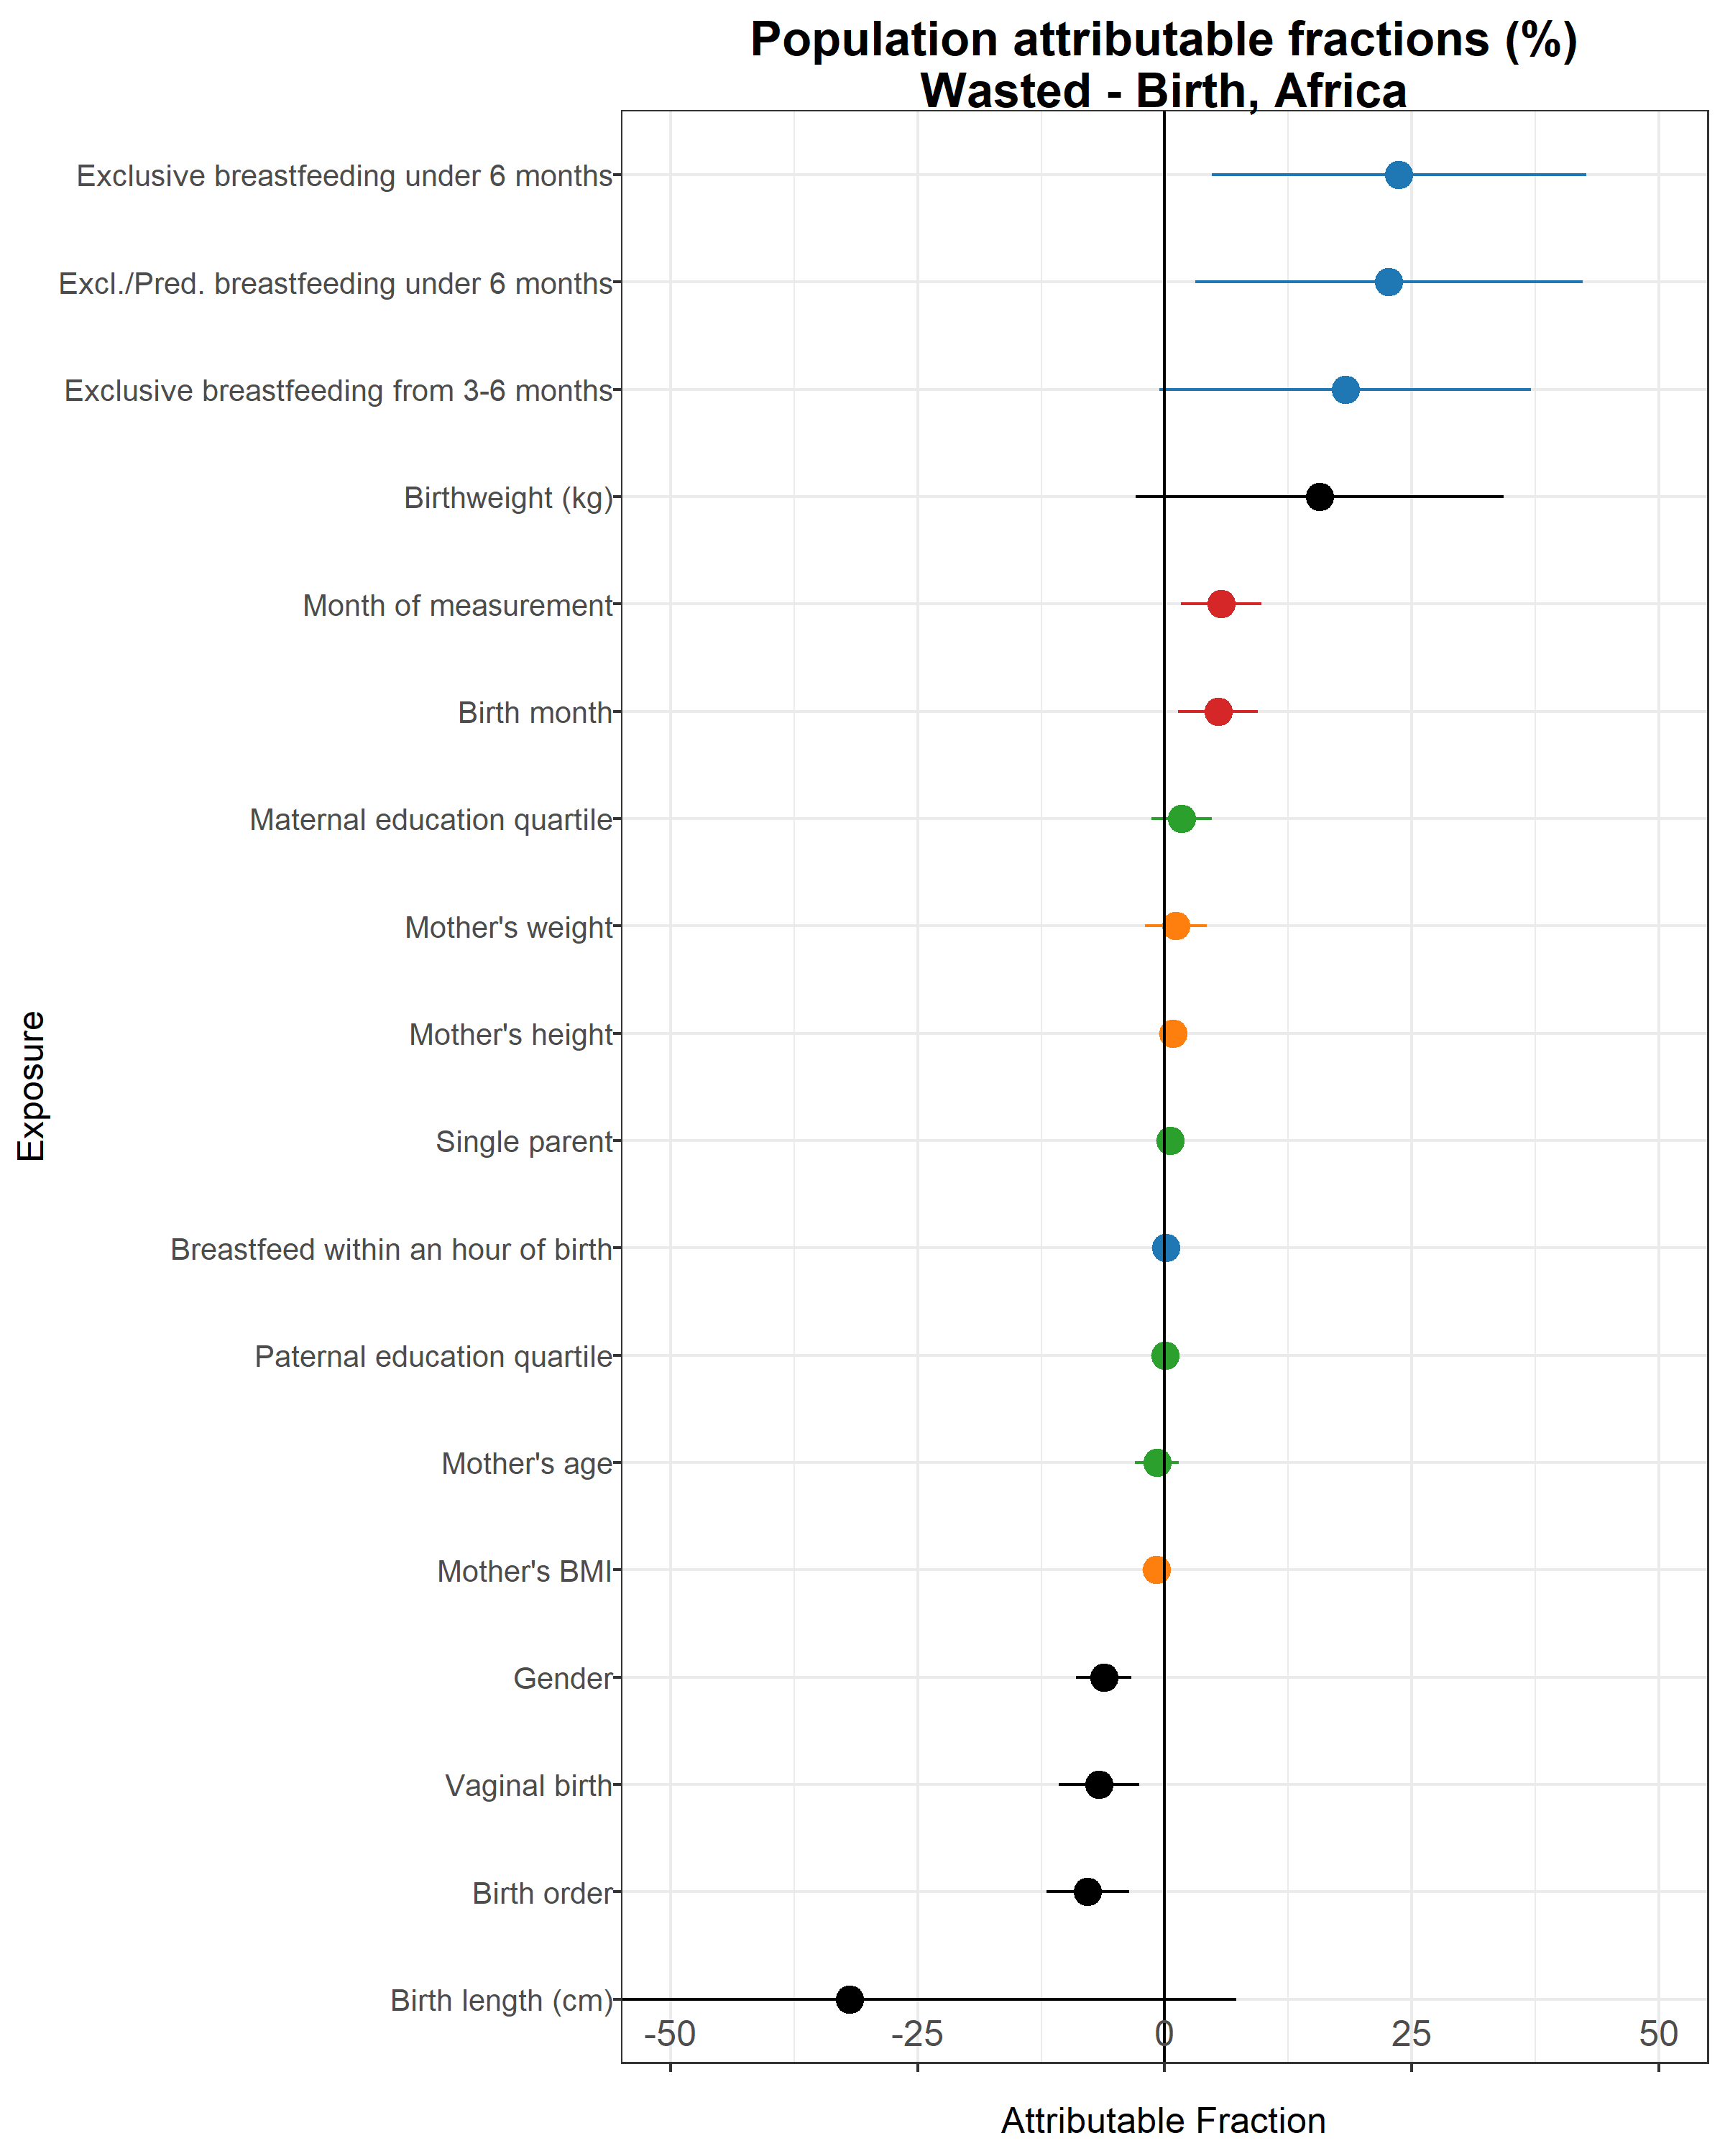 Population attributable fractions (%)
Wasted - Birth, Africa
Exclusive breastfeeding under 6 months
Excl./Pred. breastfeeding under 6 months
Exclusive breastfeeding from 3-6 months
Birthweight (kg)
Month of measurement
Birth month
Maternal education quartile
Mother's weight
Mother's height
Single parent
Breastfeed within an hour of birth
Paternal education quartile
Mother's age
Mother's BMI
Gender
Vaginal birth
Birth order
Birth length (cm)
Exposure
-50 -25 0 25 50
Attributable Fraction